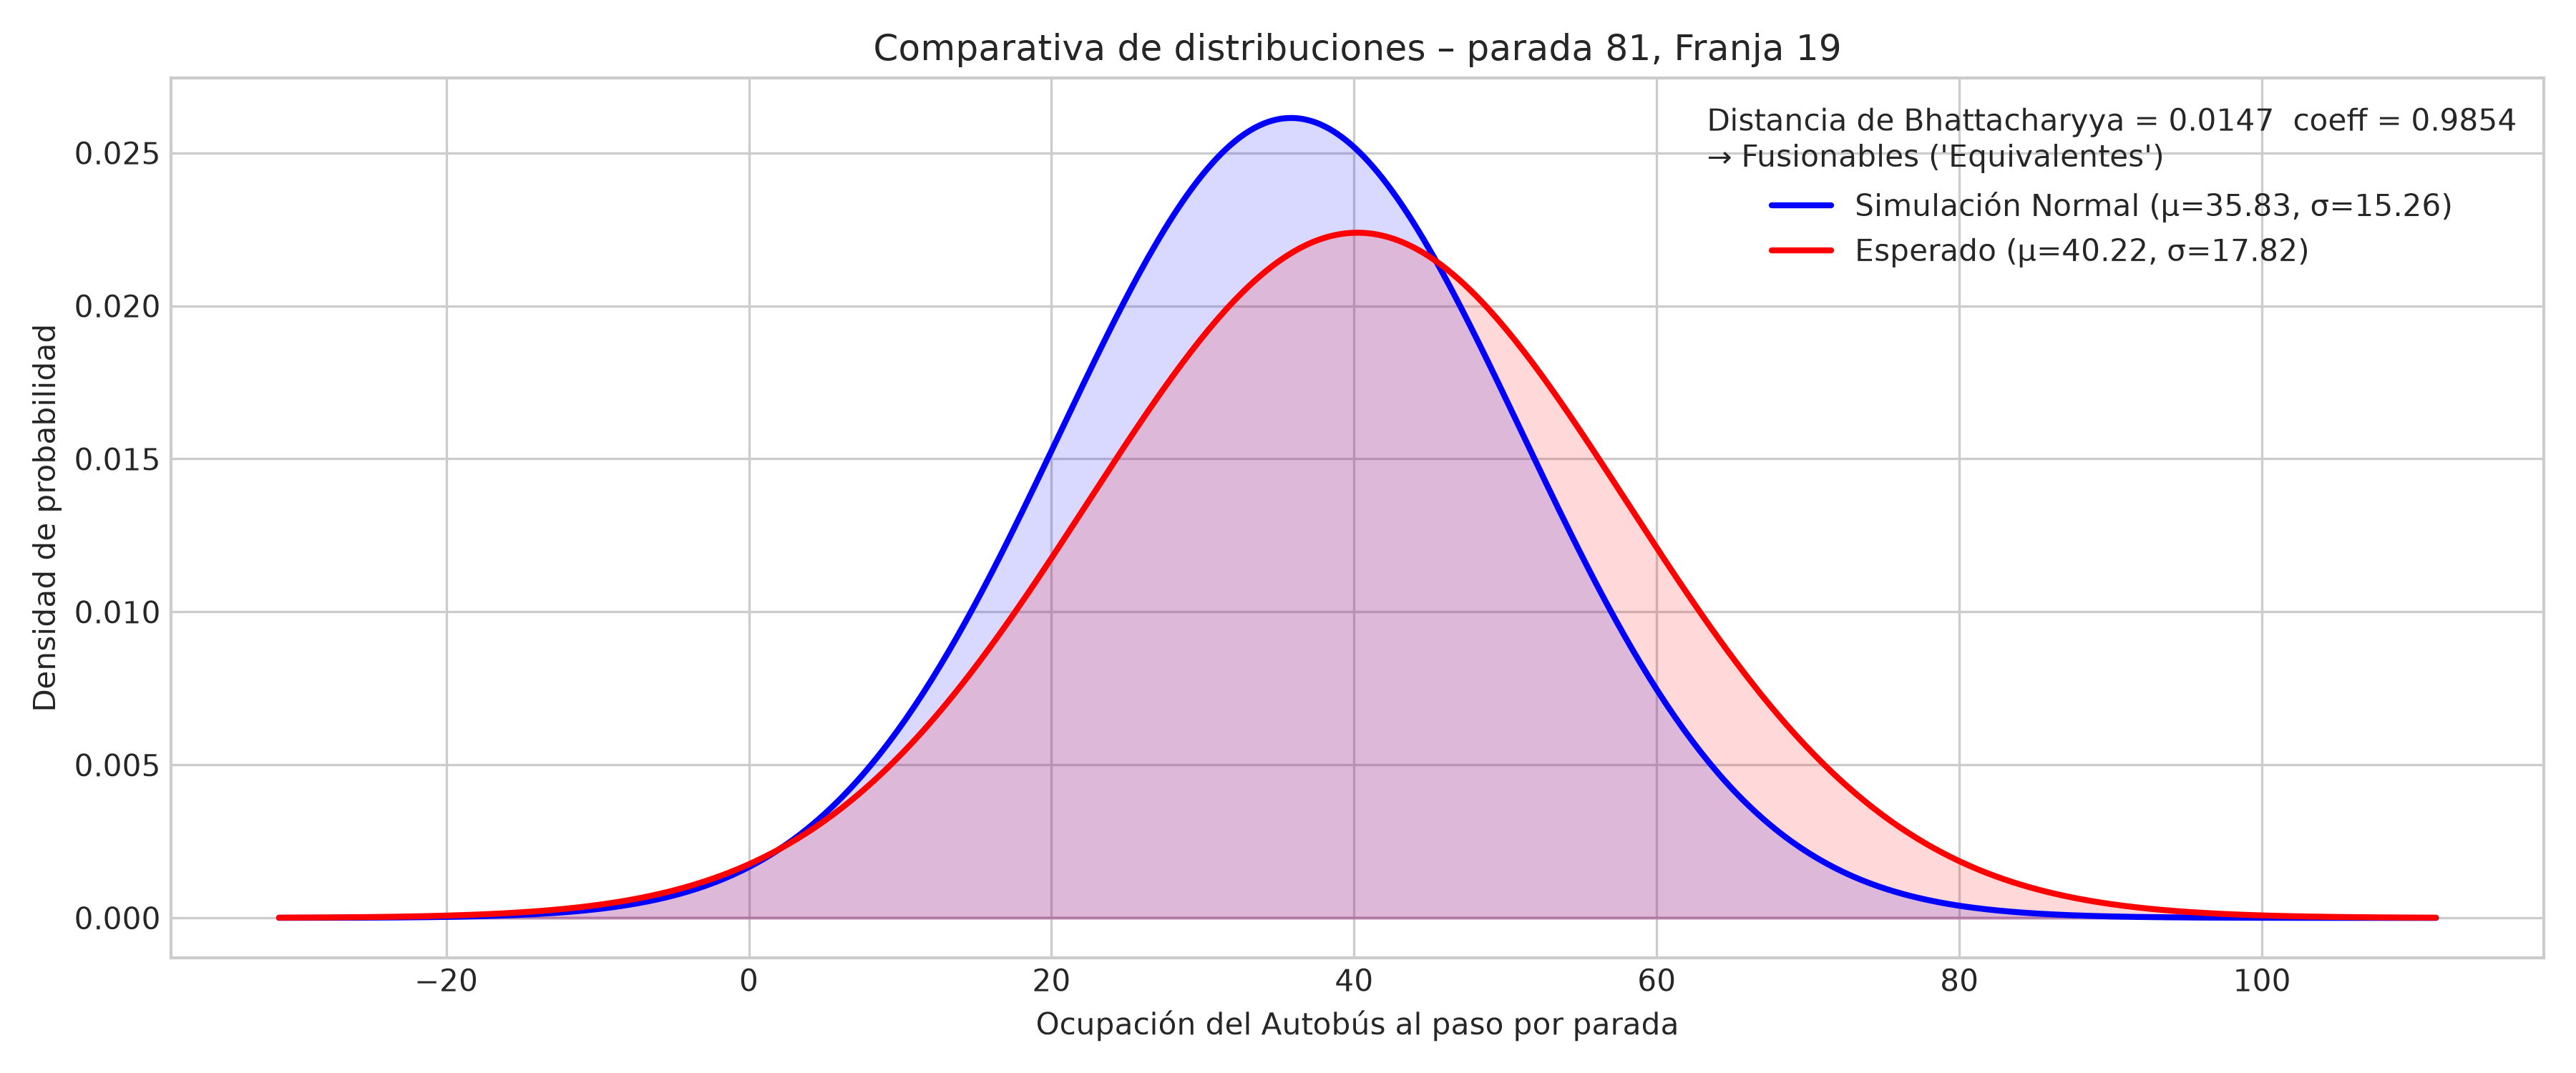 Comparativa de distribuciones – parada 81, Franja 19
Distancia de Bhattacharyya = 0.0147  coeff = 0.9854
→ Fusionables ('Equivalentes')
Simulación Normal (μ=35.83, σ=15.26)
Esperado (μ=40.22, σ=17.82)
Densidad de probabilidad
0.025
0.020
0.015
0.010
0.005
0.000
−20 0 20 40 60 80 100
Ocupación del Autobús al paso por parada